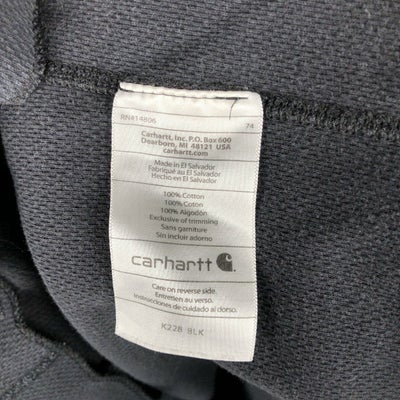 RN#14806 74
Carhartt, Inc. P.O. Box 600
Dearborn, MI 48121 USA
carhartt.com
Made in El Salvador
Fabriqué au El Salvador
Hecho en El Salvador
100% Cotton
100% Coton
100% Algodón
Exclusive of trimming
Sans garniture
Sin incluir adorno
carhartt
Care on reverse side.
Entretien au verso.
Instrucciones de cuidado al dorso.
K228 BLK